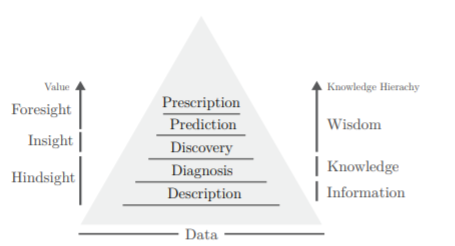 Value
Knowledge Hierachy
Prescription
Foresight
Prediction
Wisdom
Insight
Discovery
Diagnosis
Knowledge
Hindsight
Description
Information
Data